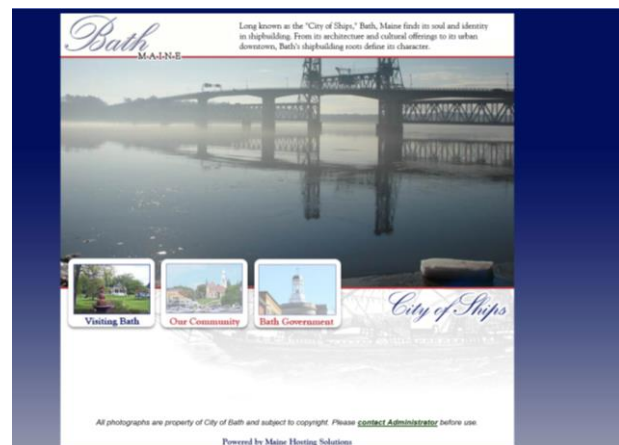 Bath
MAINE
Long known as the "City of Ships," Bath, Maine finds its soul and identity
in shipbuilding. From its architecture and cultural offerings to its urban
downtown, Bath's shipbuilding roots define its character.
Visiting Bath
Our Community
Bath Government
City of Ships
All photographs are property of City of Bath and subject to copyright. Please contact Administrator before use.
Powered by Maine Hosting Solutions